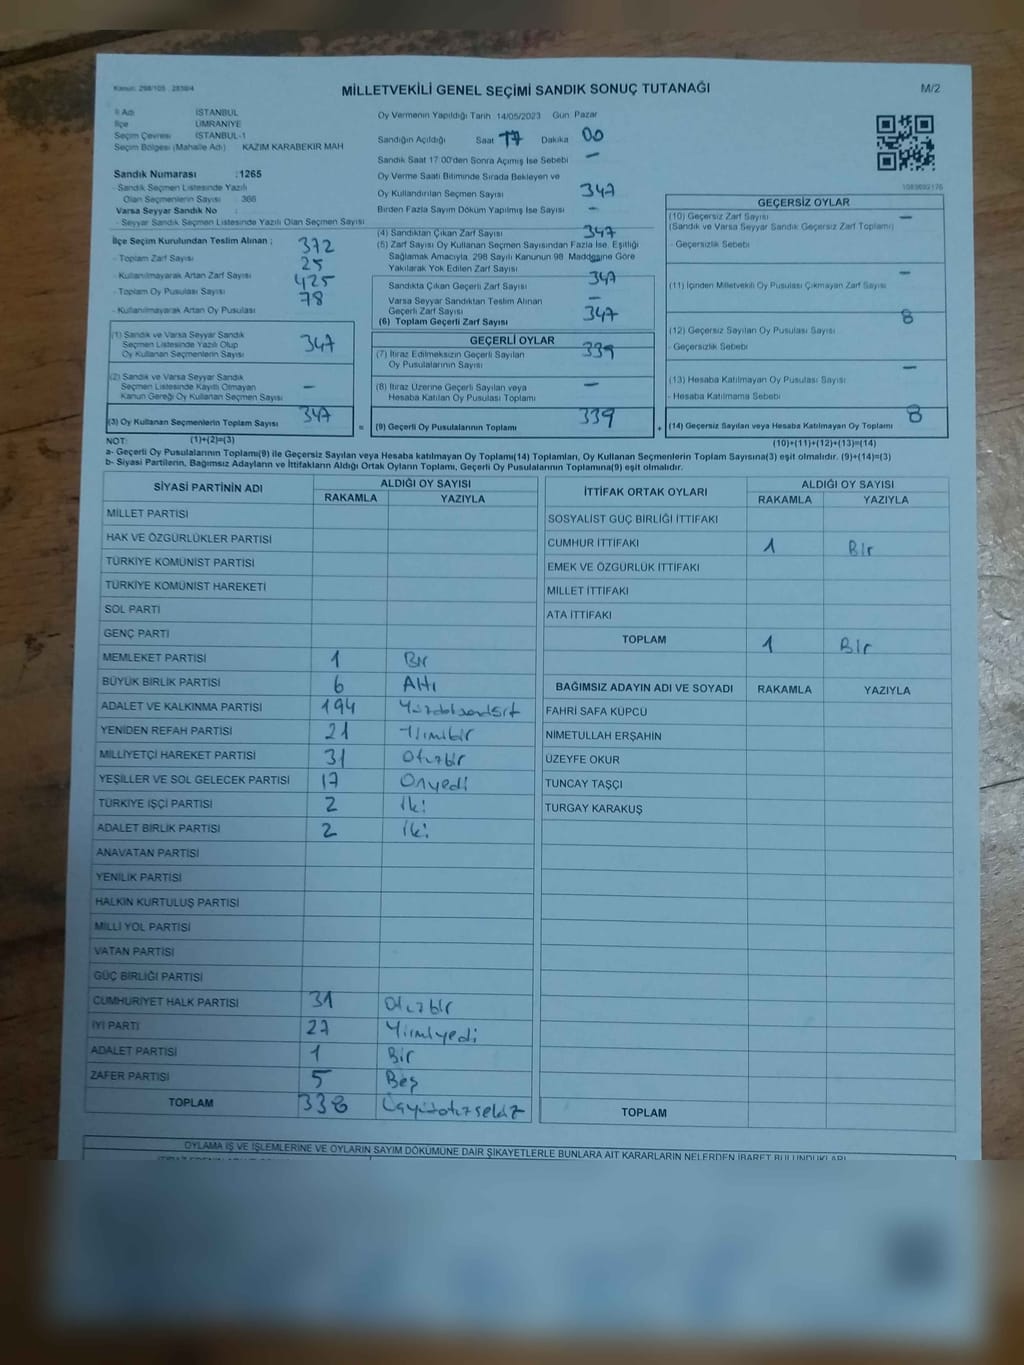 Kanun: 298/105 2839/4
MİLLETVEKİLİ GENEL SEÇİMİ SANDIK SONUÇ TUTANAĞI
M/2
İl Adı İSTANBUL
İlçe ÜMRANİYE
Seçim Çevresi İSTANBUL-1
Seçim Bölgesi (Mahalle Adı) KAZIM KARABEKİR MAH
Sandık Numarası :1265
- Sandık Seçmen Listesinde Yazılı
Olan Seçmenlerin Sayısı : 366
Varsa Seyyar Sandık No :
- Seyyar Sandık Seçmen Listesinde Yazılı Olan Seçmen Sayısı
İlçe Seçim Kurulundan Teslim Alınan ;
- Toplam Zarf Sayısı 372
- Kullanılmayarak Artan Zarf Sayısı 25
- Toplam Oy Pusulası Sayısı 425
- Kullanılmayarak Artan Oy Pusulası 78
(1) Sandık ve Varsa Seyyar Sandık
Seçmen Listesinde Yazılı Olup
Oy Kullanan Seçmenlerin Sayısı 347
(2) Sandık ve Varsa Seyyar Sandık
Seçmen Listesinde Kayıtlı Olmayan
Kanun Gereği Oy Kullanan Seçmen Sayısı –
(3) Oy Kullanan Seçmenlerin Toplam Sayısı 347
Oy Vermenin Yapıldığı Tarih 14/05/2023 Gün Pazar
Sandığın Açıldığı Saat 17 Dakika 00
Sandık Saat 17.00'den Sonra Açımış İse Sebebi –
Oy Verme Saati Bitiminde Sırada Bekleyen ve
Oy Kullandırılan Seçmen Sayısı 347
Birden Fazla Sayım Döküm Yapılmış İse Sayısı –
(4) Sandıktan Çıkan Zarf Sayısı 347
(5) Zarf Sayısı Oy Kullanan Seçmen Sayısından Fazla İse, Eşitliği
Sağlamak Amacıyla, 298 Sayılı Kanunun 98. Maddesine Göre
Yakılarak Yok Edilen Zarf Sayısı –
Sandıkta Çıkan Geçerli Zarf Sayısı 347
Varsa Seyyar Sandıktan Teslim Alınan
Geçerli Zarf Sayısı –
(6) Toplam Geçerli Zarf Sayısı 347
GEÇERLİ OYLAR
(7) İtiraz Edilmeksizin Geçerli Sayılan
Oy Pusulalarının Sayısı 339
(8) İtiraz Üzerine Geçerli Sayılan veya
Hesaba Katılan Oy Pusulası Toplamı –
= (9) Geçerli Oy Pusulalarının Toplamı 339 +
1083692176
GEÇERSİZ OYLAR
(10) Geçersiz Zarf Sayısı –
(Sandık ve Varsa Seyyar Sandık Geçersiz Zarf Toplamı)
- Geçersizlik Sebebi
(11) İçinden Milletvekili Oy Pusulası Çıkmayan Zarf Sayısı –
(12) Geçersiz Sayılan Oy Pusulası Sayısı 8
- Geçersizlik Sebebi
(13) Hesaba Katılmayan Oy Pusulası Sayısı –
- Hesaba Katılmama Sebebi
(14) Geçersiz Sayılan veya Hesaba Katılmayan Oy Toplamı 8
NOT: (1)+(2)=(3) (10)+(11)+(12)+(13)=(14)
a- Geçerli Oy Pusulalarının Toplamı(9) ile Geçersiz Sayılan veya Hesaba katılmayan Oy Toplamı(14) Toplamları, Oy Kullanan Seçmenlerin Toplam Sayısına(3) eşit olmalıdır. (9)+(14)=(3)
b- Siyasi Partilerin, Bağımsız Adayların ve İttifakların Aldığı Ortak Oyların Toplamı, Geçerli Oy Pusulalarının Toplamına(9) eşit olmalıdır.
SİYASİ PARTİNİN ADI ALDIĞI OY SAYISI
RAKAMLA YAZIYLA
MİLLET PARTİSİ
HAK VE ÖZGÜRLÜKLER PARTİSİ
TÜRKİYE KOMÜNİST PARTİSİ
TÜRKİYE KOMÜNİST HAREKETİ
SOL PARTİ
GENÇ PARTİ
MEMLEKET PARTİSİ 1 Bir
BÜYÜK BİRLİK PARTİSİ 6 Altı
ADALET VE KALKINMA PARTİSİ 194
YENİDEN REFAH PARTİSİ 21 Yirmibir
MİLLİYETÇİ HAREKET PARTİSİ 31 Otuzbir
YEŞİLLER VE SOL GELECEK PARTİSİ 17 Onyedi
TÜRKİYE İŞÇİ PARTİSİ 2 İki
ADALET BİRLİK PARTİSİ 2 İki
ANAVATAN PARTİSİ
YENİLİK PARTİSİ
HALKIN KURTULUŞ PARTİSİ
MİLLİ YOL PARTİSİ
VATAN PARTİSİ
GÜÇ BİRLİĞİ PARTİSİ
CUMHURİYET HALK PARTİSİ 31 Otuzbir
İYİ PARTİ 27 Yirmiyedi
ADALET PARTİSİ 1 Bir
ZAFER PARTİSİ 5 Beş
TOPLAM 338 Üçyüzotuzsekiz
İTTİFAK ORTAK OYLARI ALDIĞI OY SAYISI
RAKAMLA YAZIYLA
SOSYALİST GÜÇ BİRLİĞİ İTTİFAKI
CUMHUR İTTİFAKI 1 Bir
EMEK VE ÖZGÜRLÜK İTTİFAKI
MİLLET İTTİFAKI
ATA İTTİFAKI
TOPLAM 1 Bir
BAĞIMSIZ ADAYIN ADI VE SOYADI RAKAMLA YAZIYLA
FAHRİ SAFA KÜPCÜ
NİMETULLAH ERŞAHİN
ÜZEYFE OKUR
TUNCAY TAŞÇI
TURGAY KARAKUŞ
TOPLAM
OYLAMA İŞ VE İŞLEMLERİNE VE OYLARIN SAYIM DÖKÜMÜNE DAİR ŞİKAYETLERLE BUNLARA AİT KARARLARIN NELERDEN İBARET BULUNDUKLARI